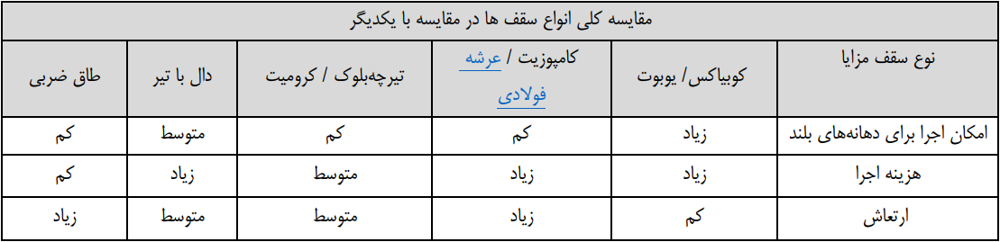 مقایسه کلی انواع سقف ها در مقایسه با یکدیگر
نوع سقف مزایا
کوبیاکس/ یوبوت
کامپوزیت / عرشه
فولادی
تیرچه‌بلوک / کرومیت
دال با تیر
طاق ضربی
امکان اجرا برای دهانه‌های بلند زیاد کم کم متوسط کم
هزینه اجرا زیاد زیاد متوسط زیاد کم
ارتعاش کم زیاد متوسط متوسط زیاد